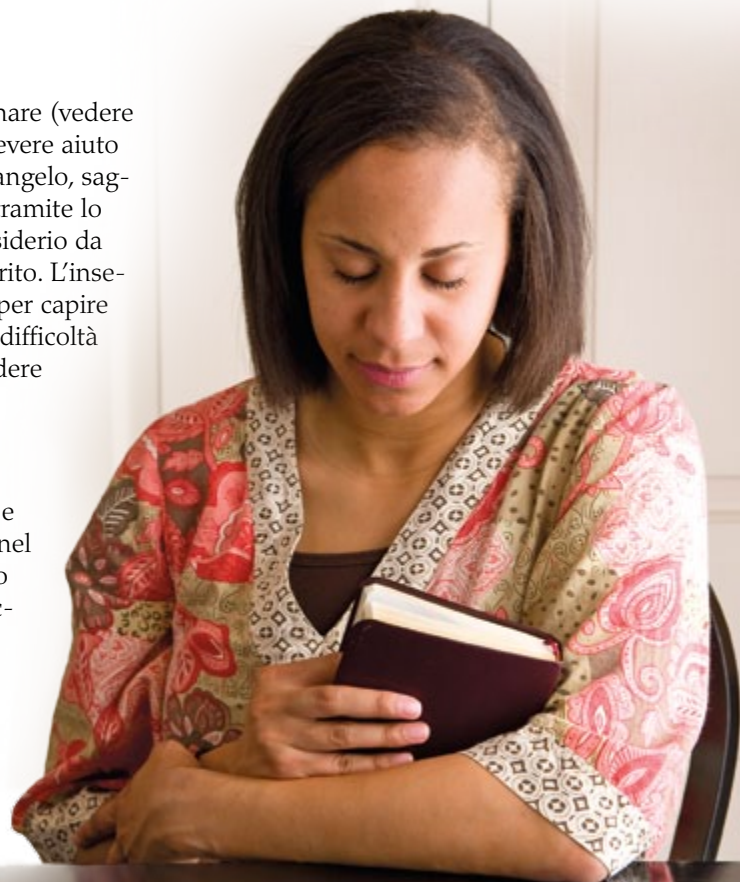 nare (vedere
evere aiuto
angelo, sag-
ramite lo
siderio da
rito. L'inse-
per capire
difficoltà
dere
e
nel
o
c-